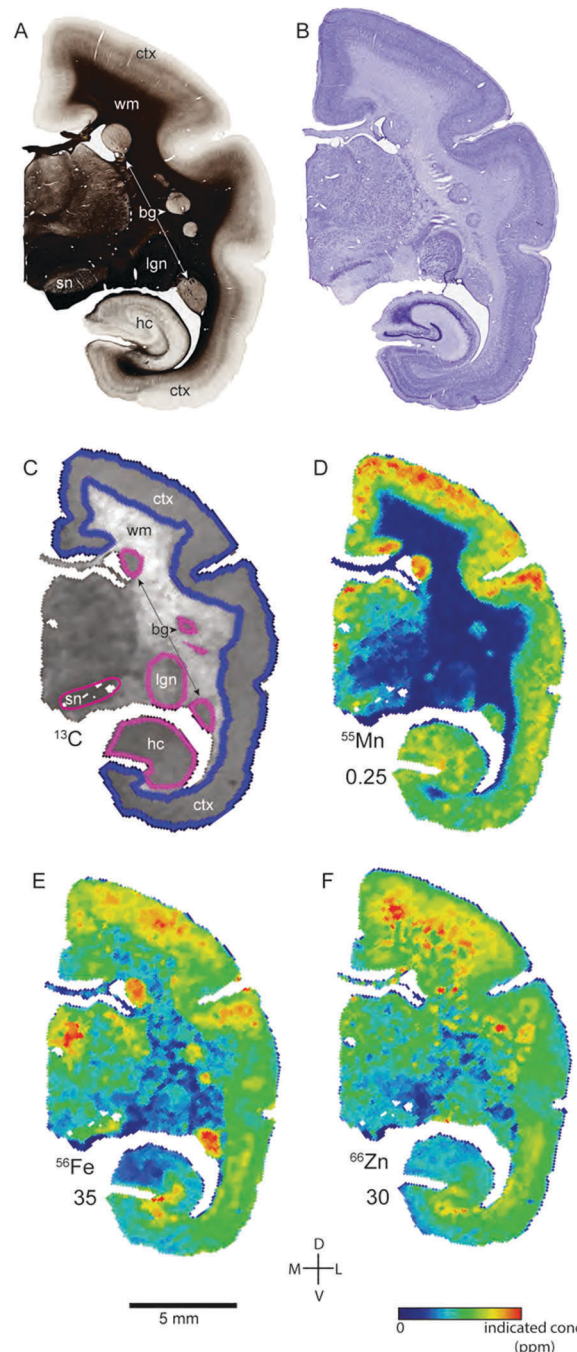 A
ctx
wm
bg
lgn
sn
hc
ctx
B
C
ctx
wm
bg
lgn
sn
13C
hc
ctx
D
55Mn
0.25
E
56Fe
35
F
66Zn
30
D
M L
V
5 mm
0 indicated conc
(ppm)